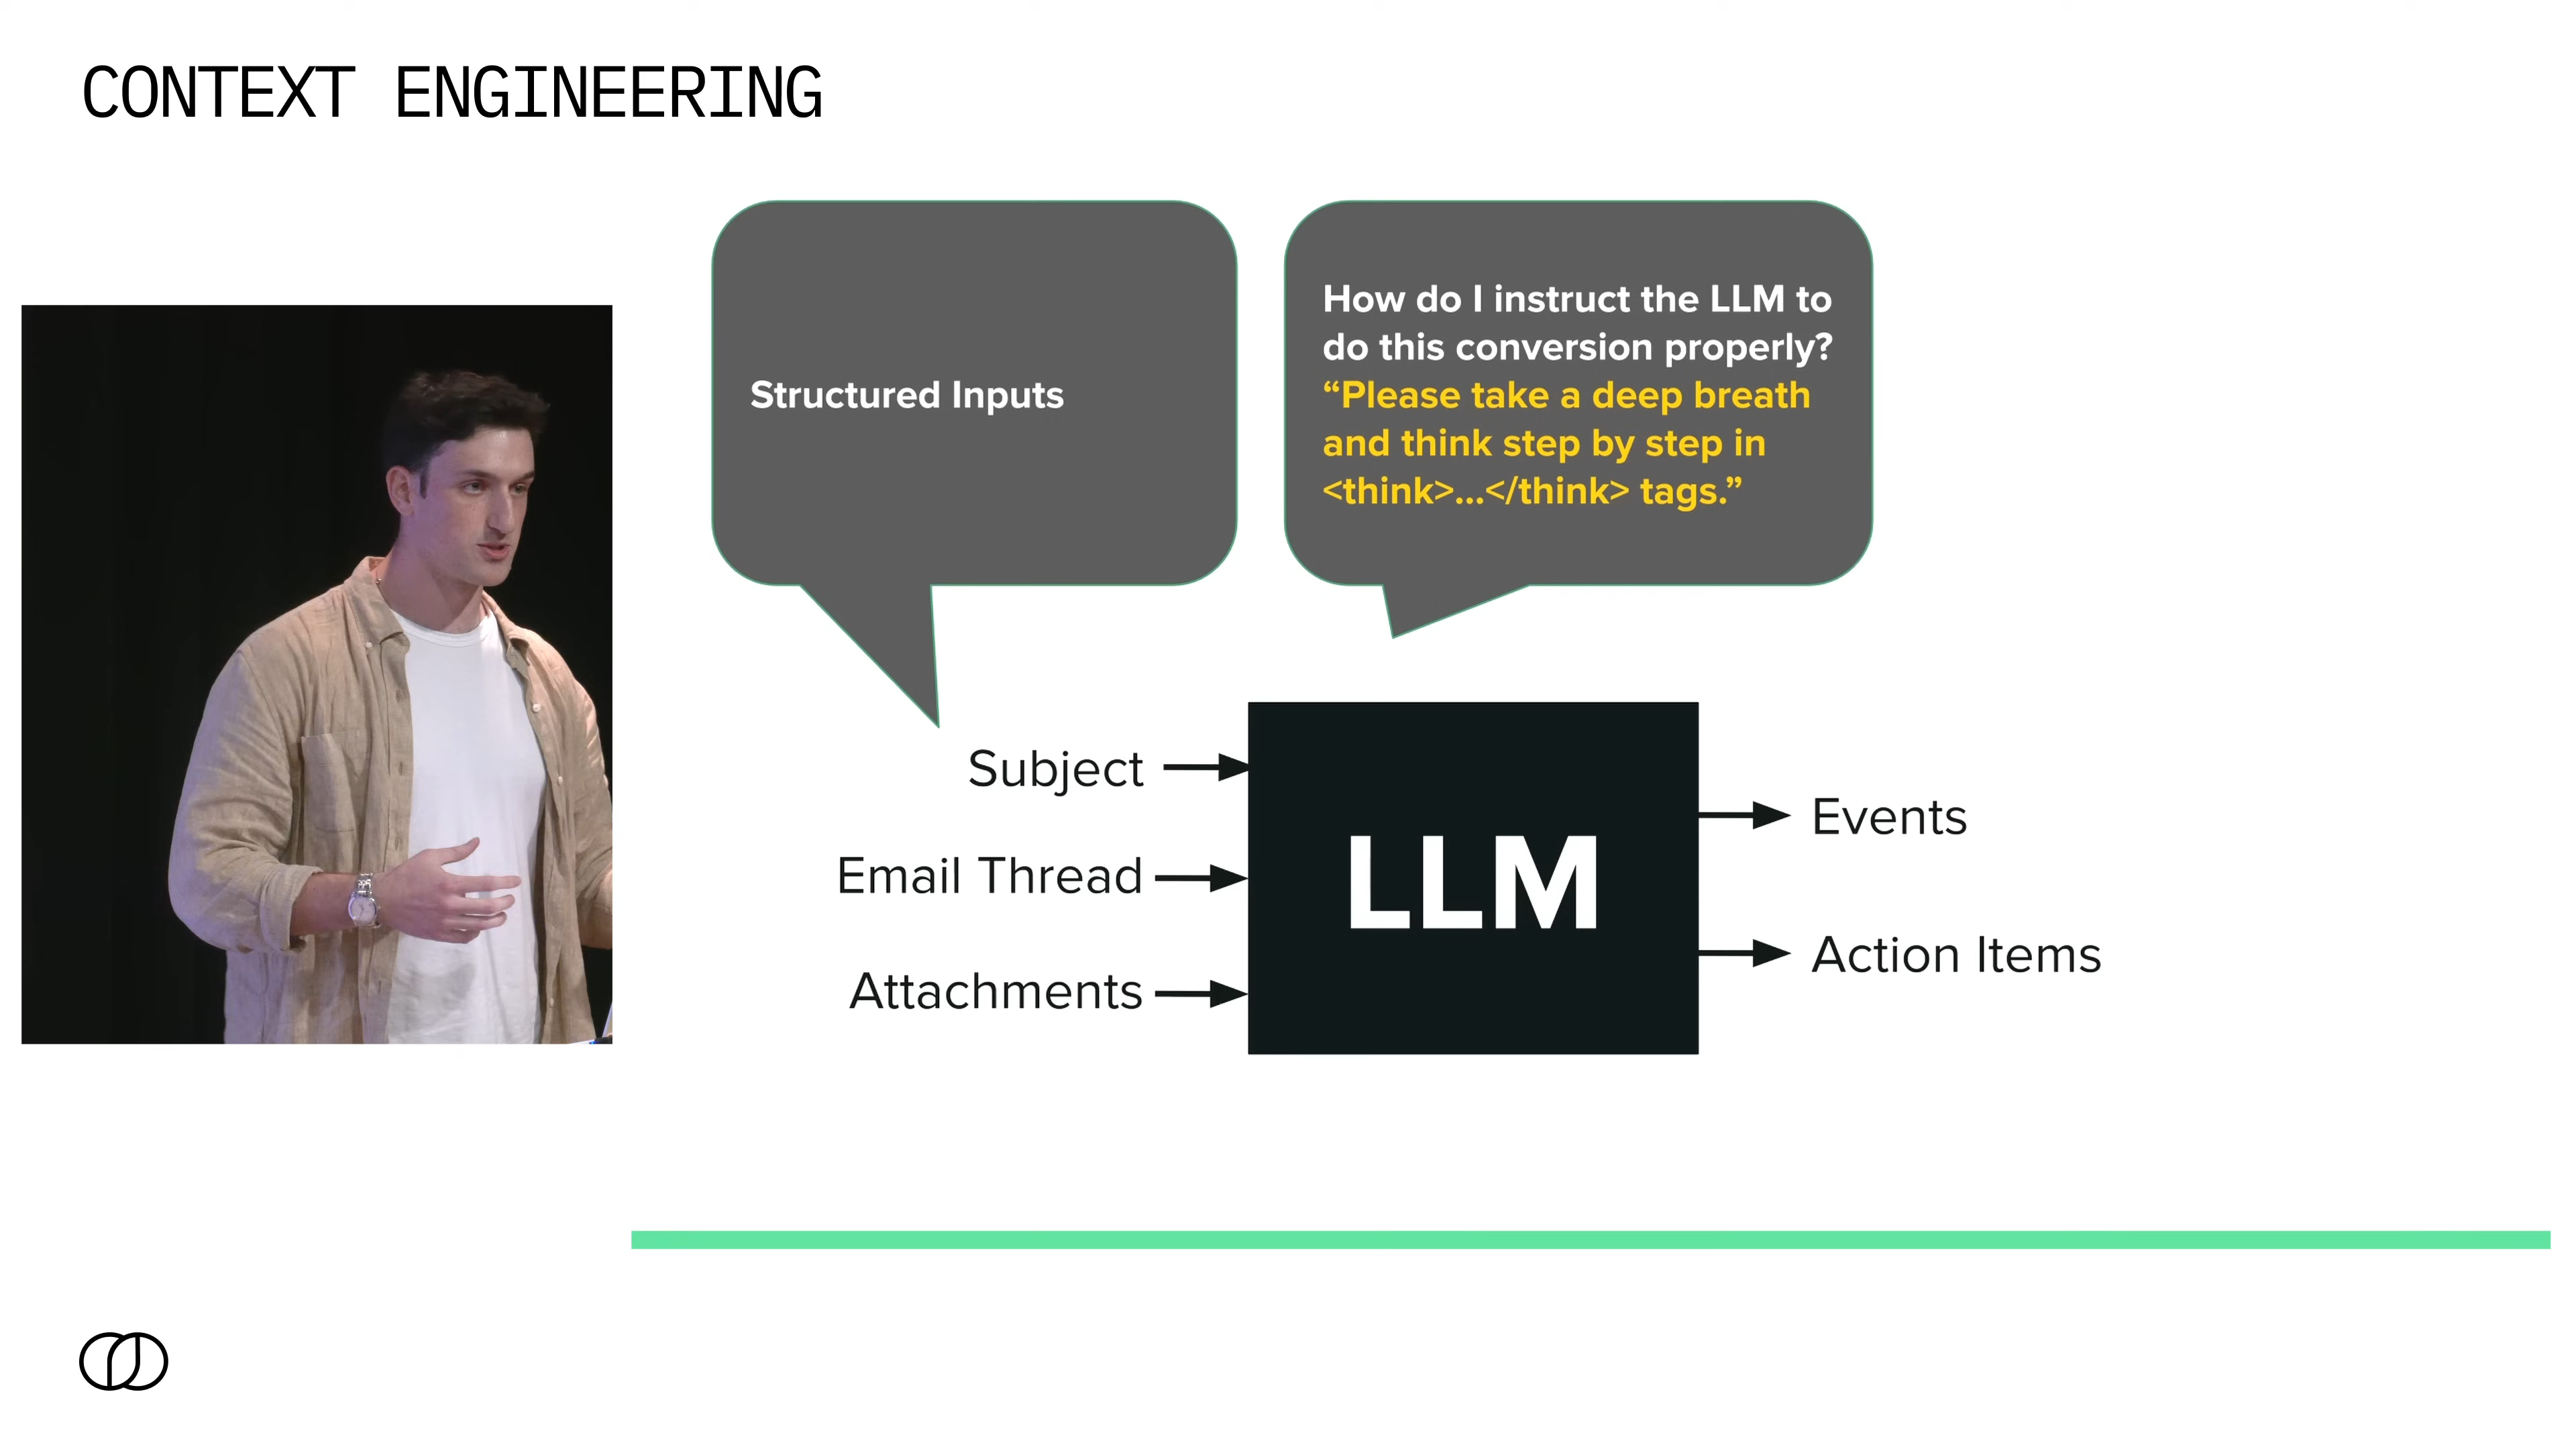 CONTEXT ENGINEERING
Structured Inputs
How do I instruct the LLM to
do this conversion properly?
“Please take a deep breath
and think step by step in
<think>...</think> tags.”
Subject
Email Thread
Attachments
LLM
Events
Action Items